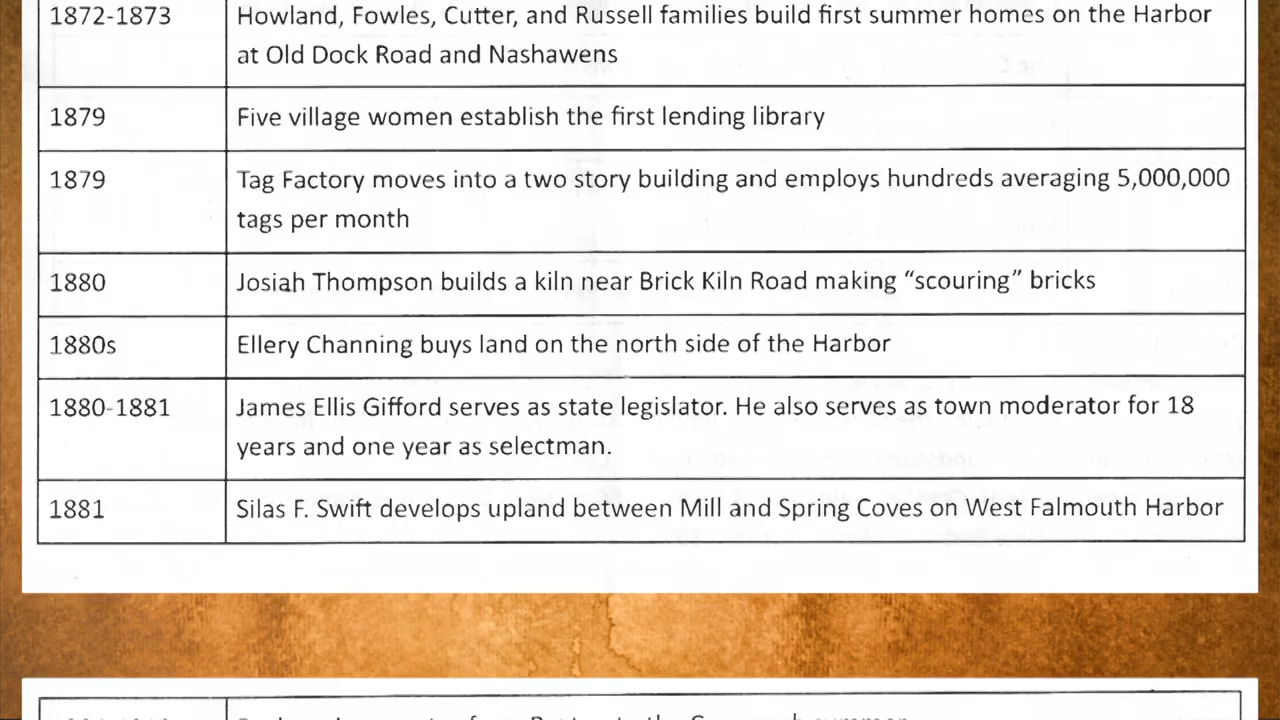 1872-1873
Howland, Fowles, Cutter, and Russell families build first summer homes on the Harbor
at Old Dock Road and Nashawens
1879
Five village women establish the first lending library
1879
Tag Factory moves into a two story building and employs hundreds averaging 5,000,000
tags per month
1880
Josiah Thompson builds a kiln near Brick Kiln Road making “scouring” bricks
1880s
Ellery Channing buys land on the north side of the Harbor
1880-1881
James Ellis Gifford serves as state legislator. He also serves as town moderator for 18
years and one year as selectman.
1881
Silas F. Swift develops upland between Mill and Spring Coves on West Falmouth Harbor